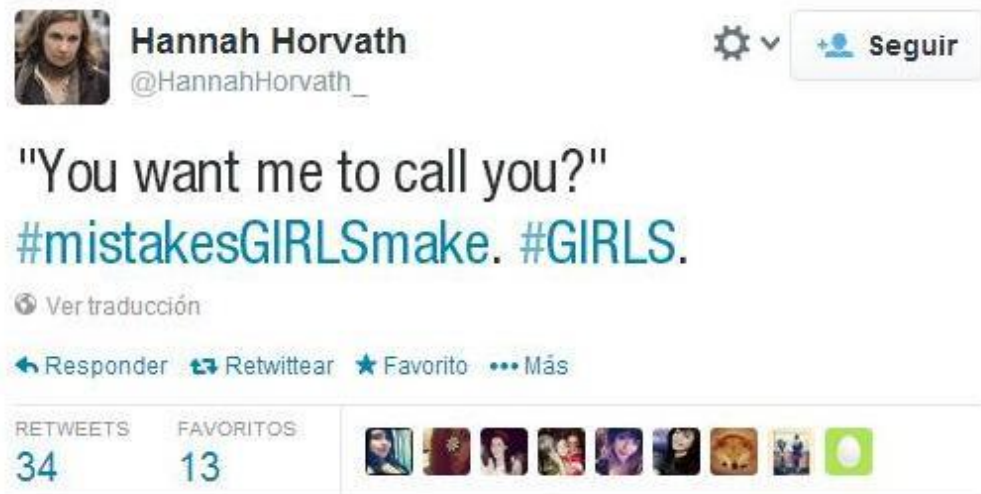 Hannah Horvath
Seguir
@HannahHorvath_
"You want me to call you?"
#mistakesGIRLSmake. #GIRLS.
Ver traducción
Responder Retwittear Favorito Más
RETWEETS FAVORITOS
34 13